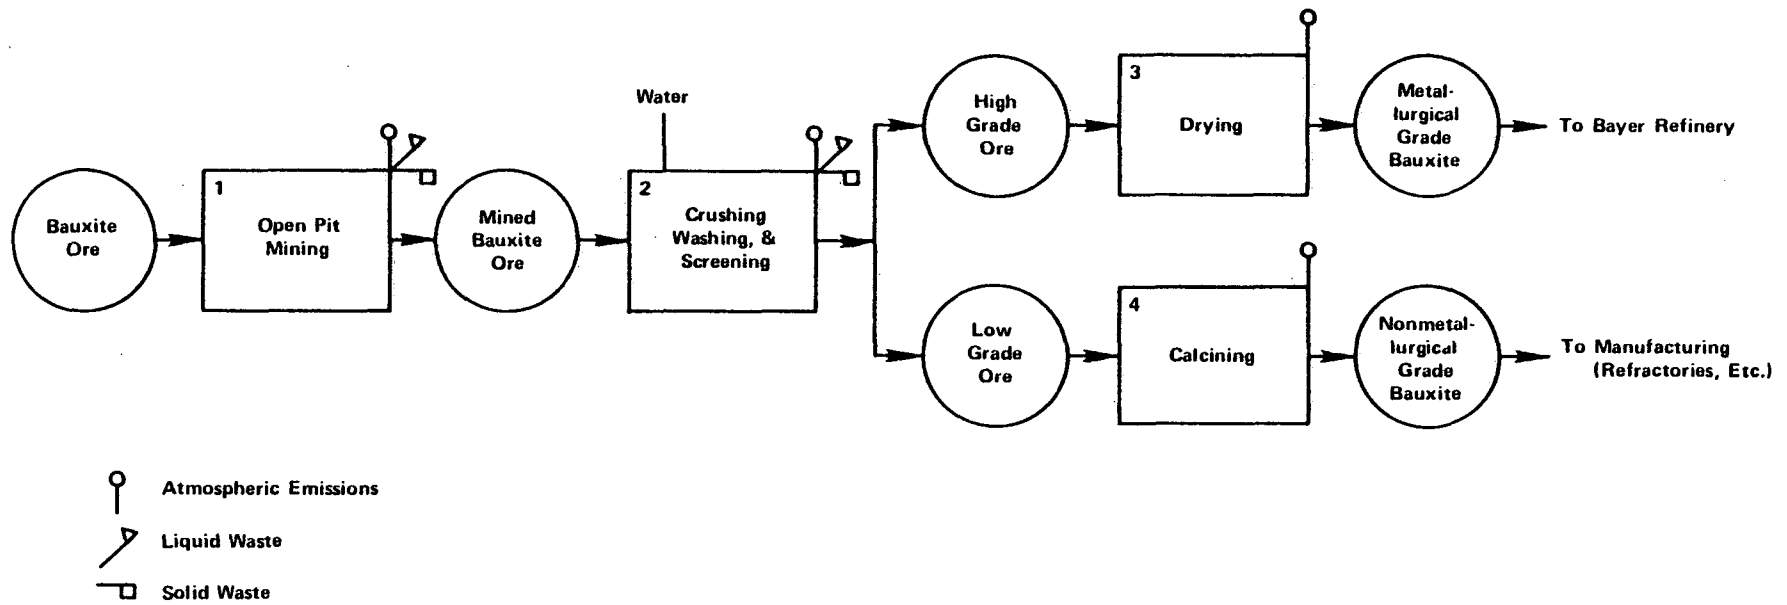 Bauxite
Ore
1
Open Pit
Mining
Mined
Bauxite
Ore
Water
2
Crushing
Washing, &
Screening
High
Grade
Ore
3
Drying
Metal-
lurgical
Grade
Bauxite
To Bayer Refinery
Low
Grade
Ore
4
Calcining
Nonmetal-
lurgical
Grade
Bauxite
To Manufacturing
(Refractories, Etc.)
Atmospheric Emissions
Liquid Waste
Solid Waste